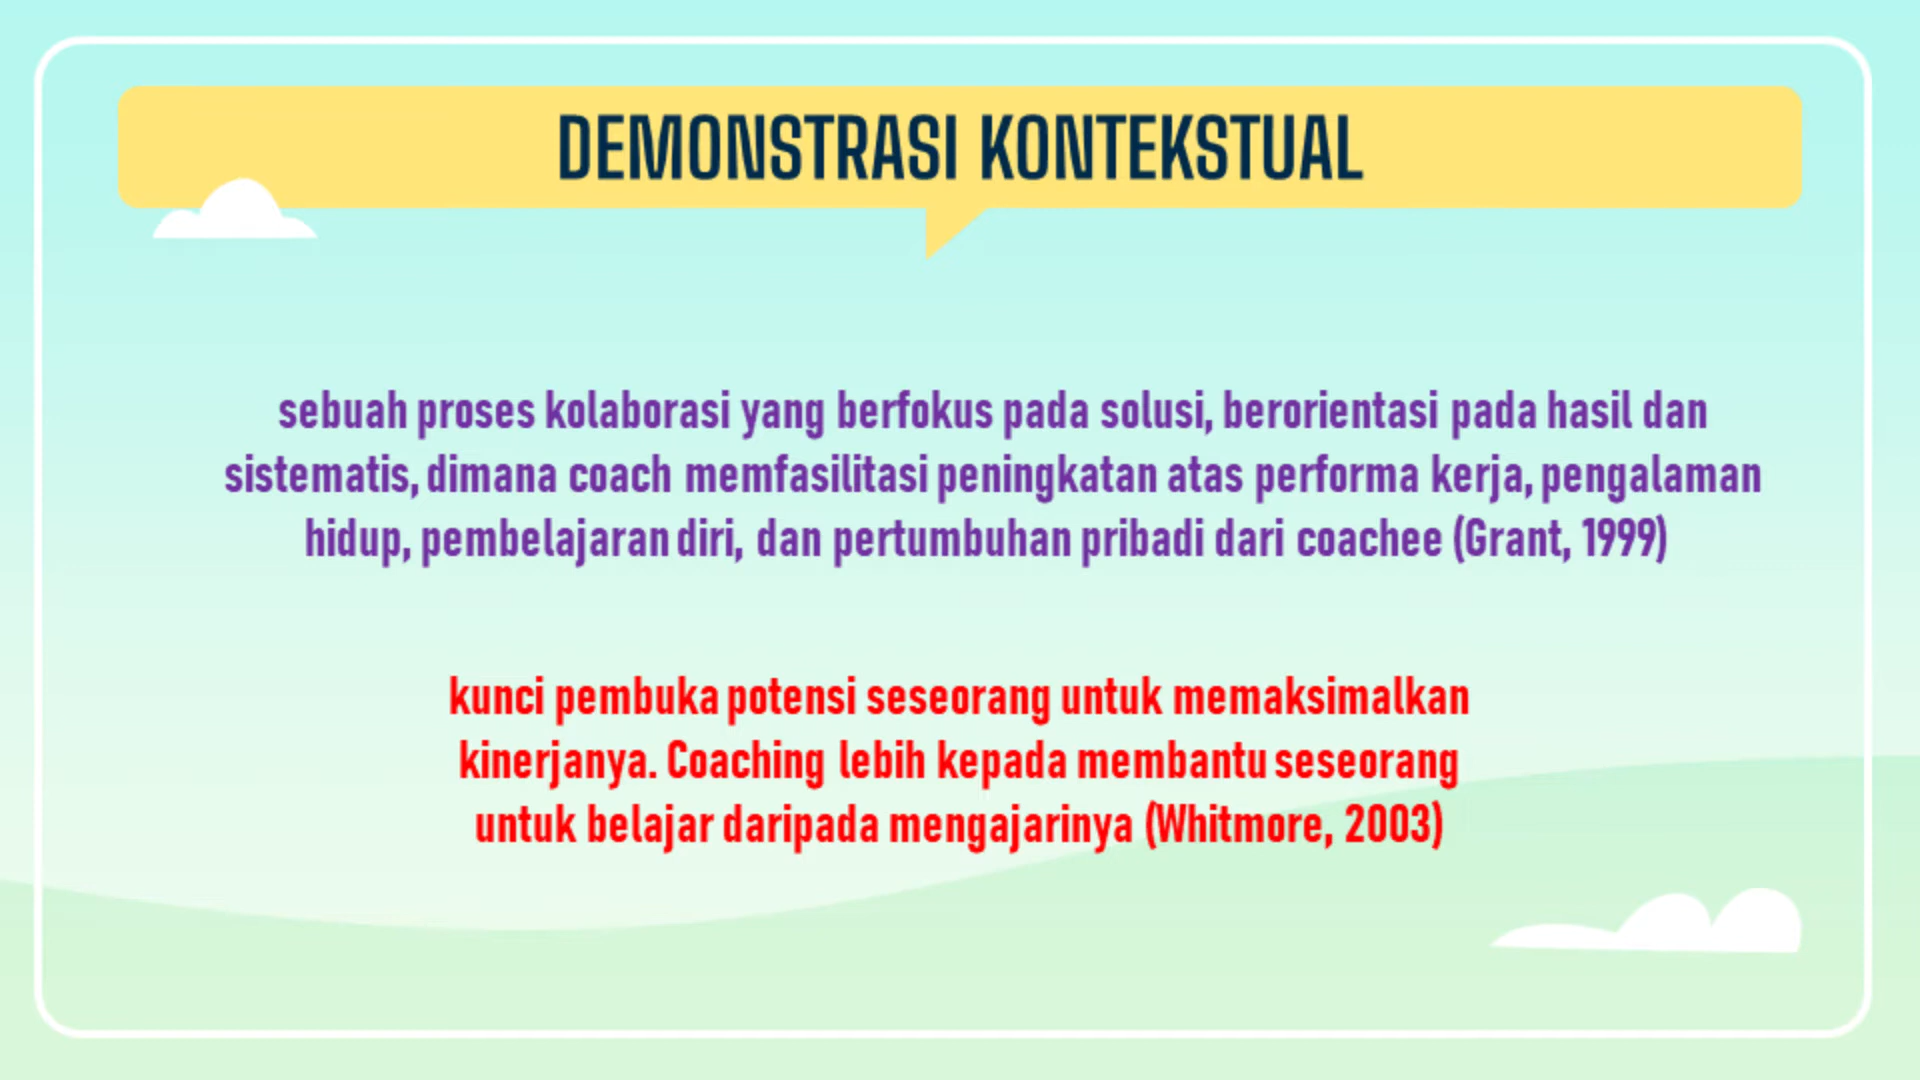 DEMONSTRASI KONTEKSTUAL
sebuah proses kolaborasi yang berfokus pada solusi, berorientasi pada hasil dan
sistematis, dimana coach memfasilitasi peningkatan atas performa kerja, pengalaman
hidup, pembelajaran diri, dan pertumbuhan pribadi dari coachee (Grant, 1999)
kunci pembuka potensi seseorang untuk memaksimalkan
kinerjanya. Coaching lebih kepada membantu seseorang
untuk belajar daripada mengajarinya (Whitmore, 2003)